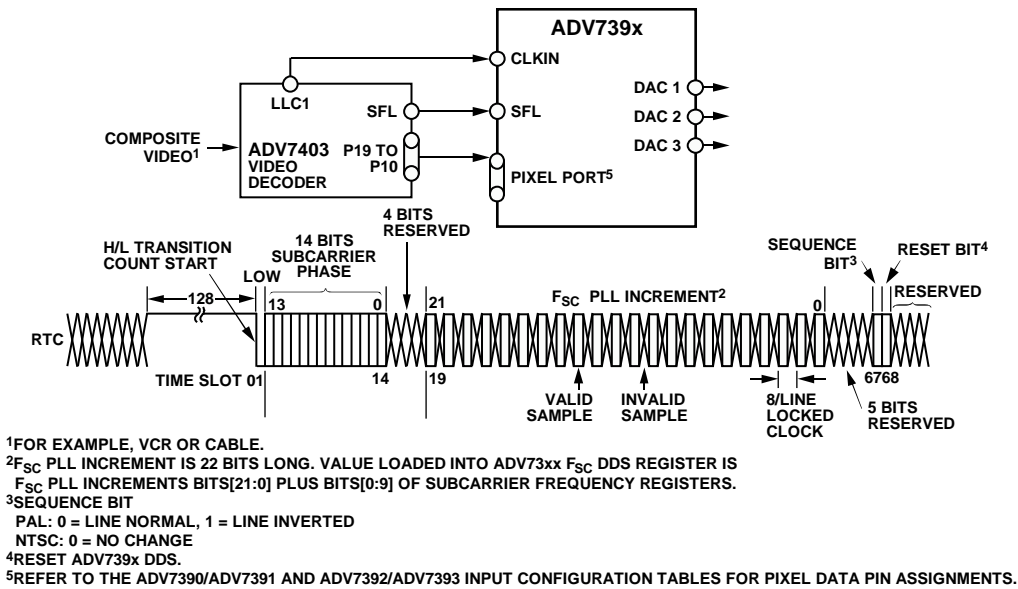 ADV739x
CLKIN
LLC1
SFL
SFL
DAC 1
DAC 2
DAC 3
COMPOSITE
VIDEO1
ADV7403
VIDEO
DECODER
P19 TO
P10
PIXEL PORT5
4 BITS
RESERVED
H/L TRANSITION
COUNT START
LOW
14 BITS
SUBCARRIER
PHASE
SEQUENCE
BIT3
RESET BIT4
RESERVED
128
13
0
21
FSC PLL INCREMENT2
0
RTC
TIME SLOT 01
14
19
6768
VALID
SAMPLE
INVALID
SAMPLE
8/LINE
LOCKED
CLOCK
5 BITS
RESERVED
1FOR EXAMPLE, VCR OR CABLE.
2FSC PLL INCREMENT IS 22 BITS LONG. VALUE LOADED INTO ADV73xx FSC DDS REGISTER IS
FSC PLL INCREMENTS BITS[21:0] PLUS BITS[0:9] OF SUBCARRIER FREQUENCY REGISTERS.
3SEQUENCE BIT
PAL: 0 = LINE NORMAL, 1 = LINE INVERTED
NTSC: 0 = NO CHANGE
4RESET ADV739x DDS.
5REFER TO THE ADV7390/ADV7391 AND ADV7392/ADV7393 INPUT CONFIGURATION TABLES FOR PIXEL DATA PIN ASSIGNMENTS.